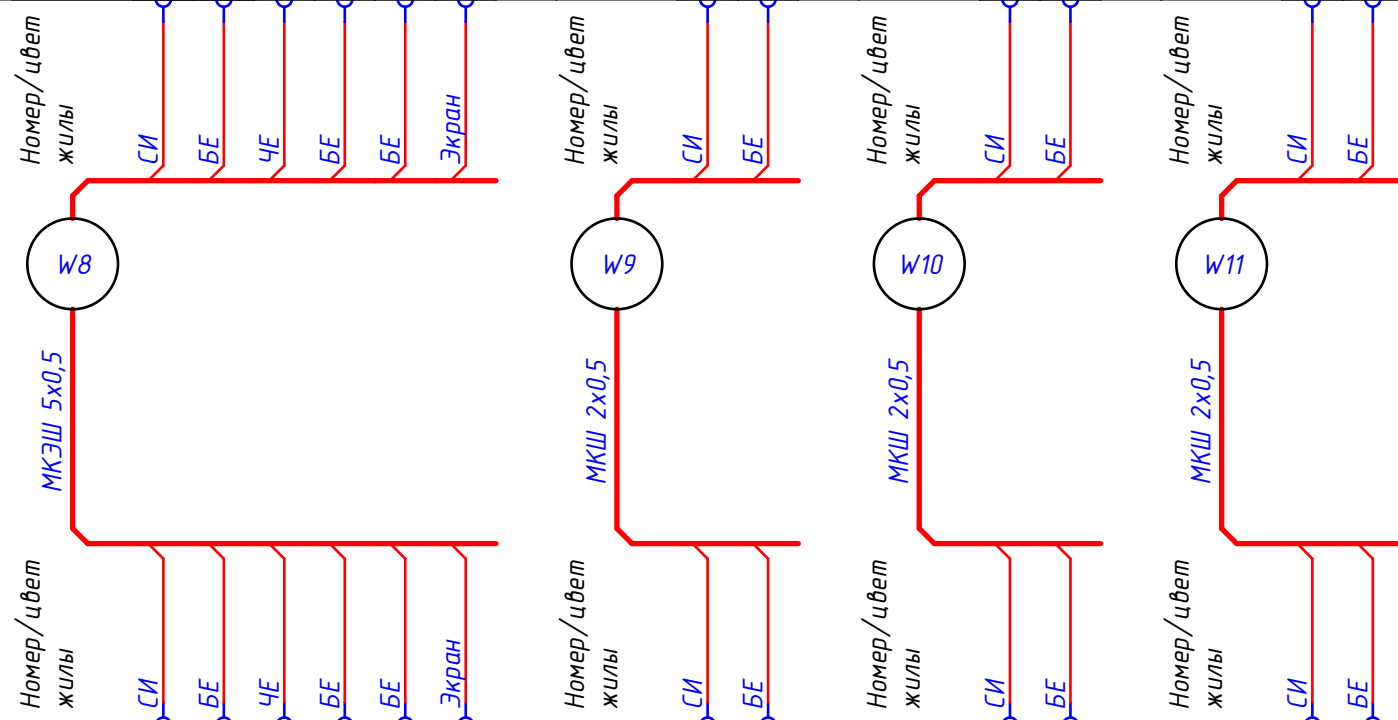 Номер/цвет
жилы
СИ
БЕ
ЧЕ
БЕ
БЕ
Экран
Номер/цвет
жилы
СИ
БЕ
Номер/цвет
жилы
СИ
БЕ
Номер/цвет
жилы
СИ
БЕ
W8
W9
W10
W11
МКЭШ 5х0,5
МКШ 2х0,5
МКШ 2х0,5
МКШ 2х0,5
Номер/цвет
жилы
СИ
БЕ
ЧЕ
БЕ
БЕ
Экран
Номер/цвет
жилы
СИ
БЕ
Номер/цвет
жилы
СИ
БЕ
Номер/цвет
жилы
СИ
БЕ